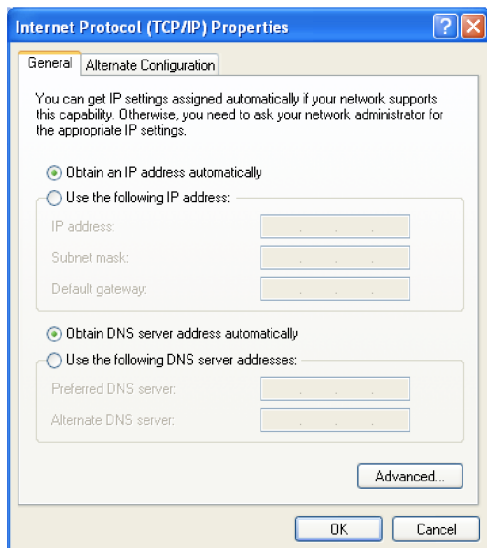 Internet Protocol (TCP/IP) Properties
General
Alternate Configuration
You can get IP settings assigned automatically if your network supports
this capability. Otherwise, you need to ask your network administrator for
the appropriate IP settings.
Obtain an IP address automatically
Use the following IP address:
IP address:
Subnet mask:
Default gateway:
Obtain DNS server address automatically
Use the following DNS server addresses:
Preferred DNS server:
Alternate DNS server:
Advanced...
OK
Cancel